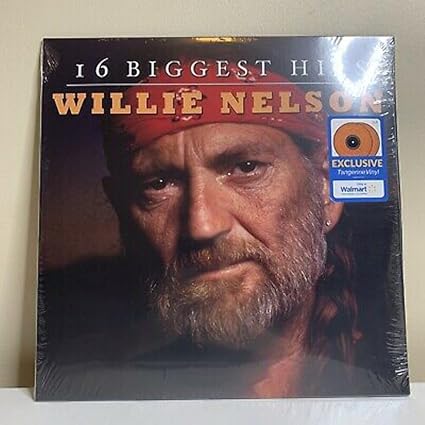 16 BIGGEST HITS
WILLIE NELSON
EXCLUSIVE
Tangerine Vinyl
Walmart